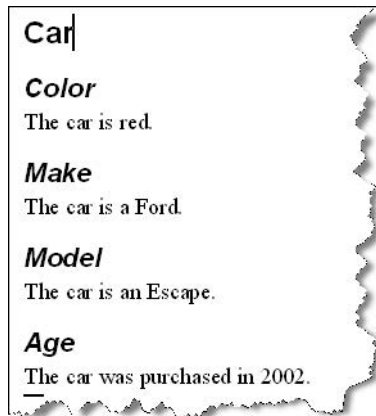 Car
Color
The car is red.
Make
The car is a Ford.
Model
The car is an Escape.
Age
The car was purchased in 2002.